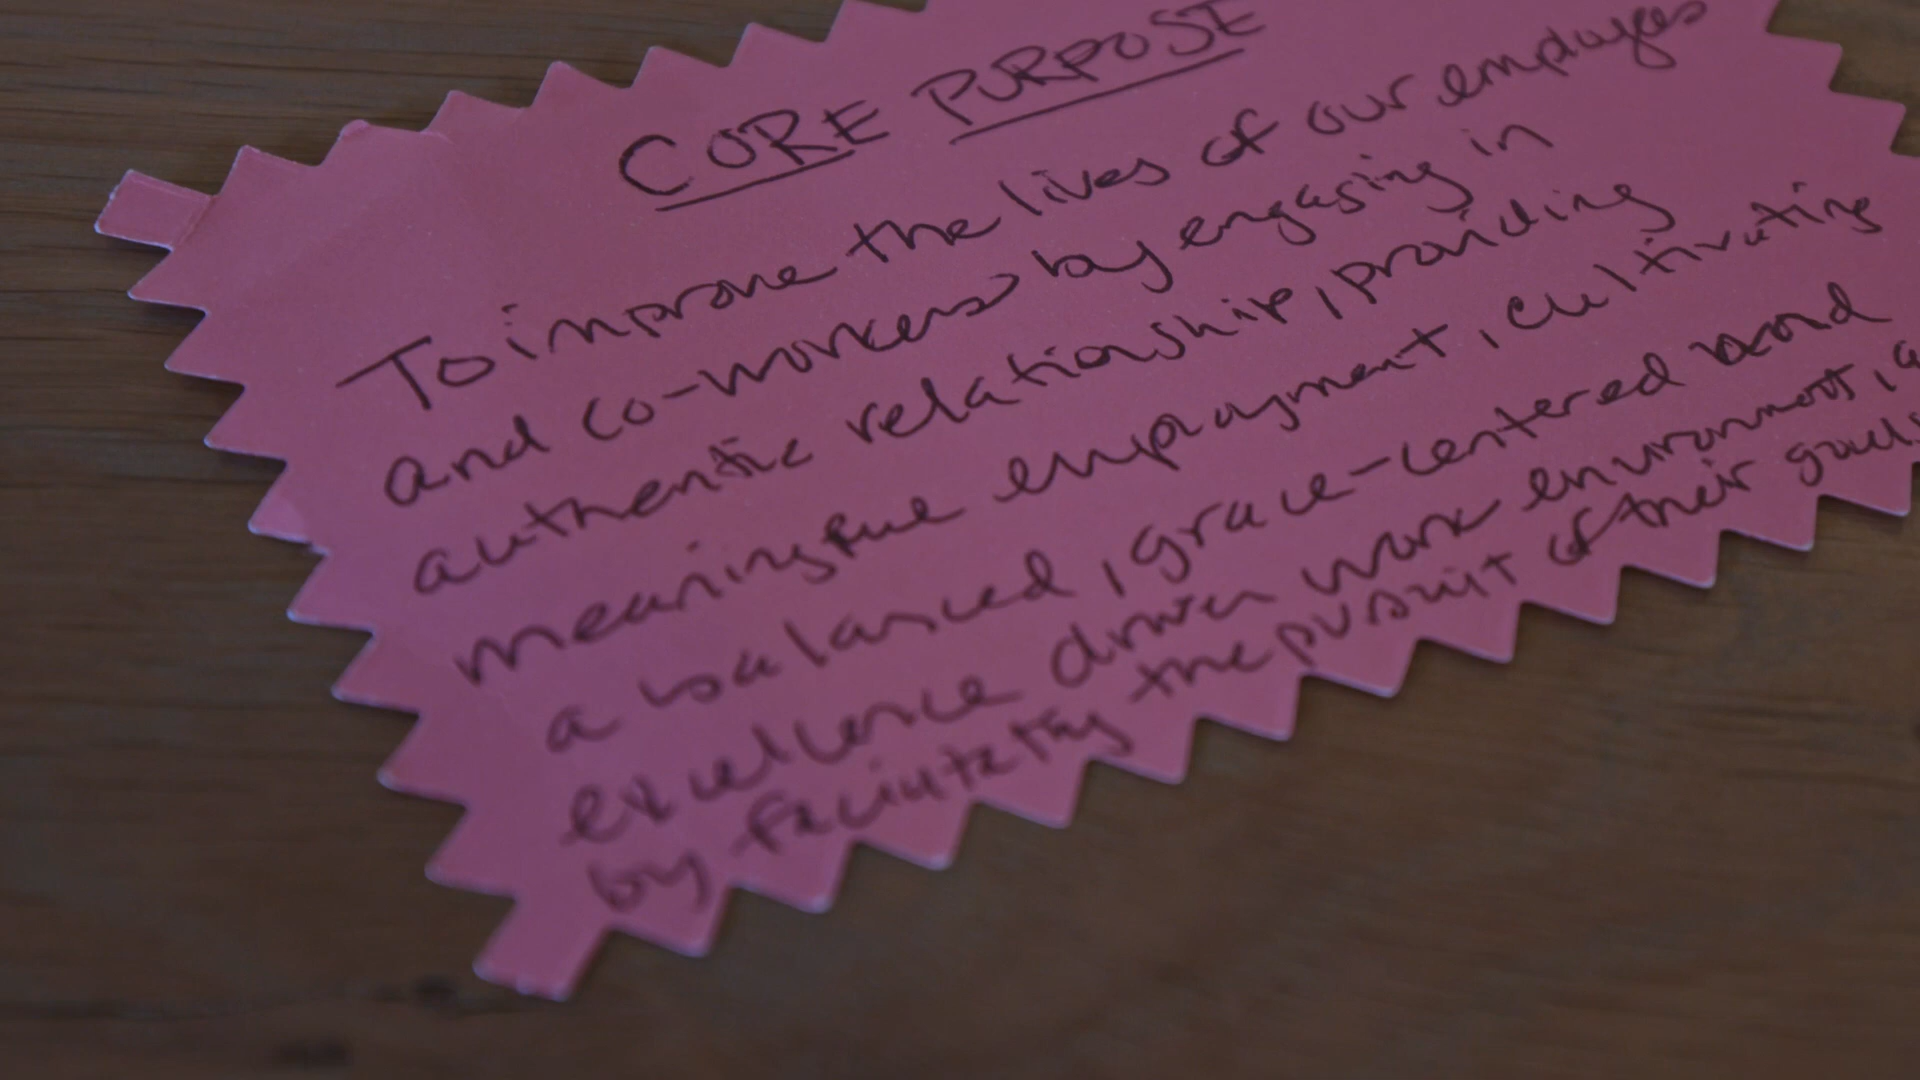 CORE PURPOSE
To improve the lives of our employees
and co-workers by engaging in
authentic relationship, providing
meaningful employment, cultivating
a balanced, grace-centered and
excellence driven work environment, a
by facilitating the pursuit of their goals